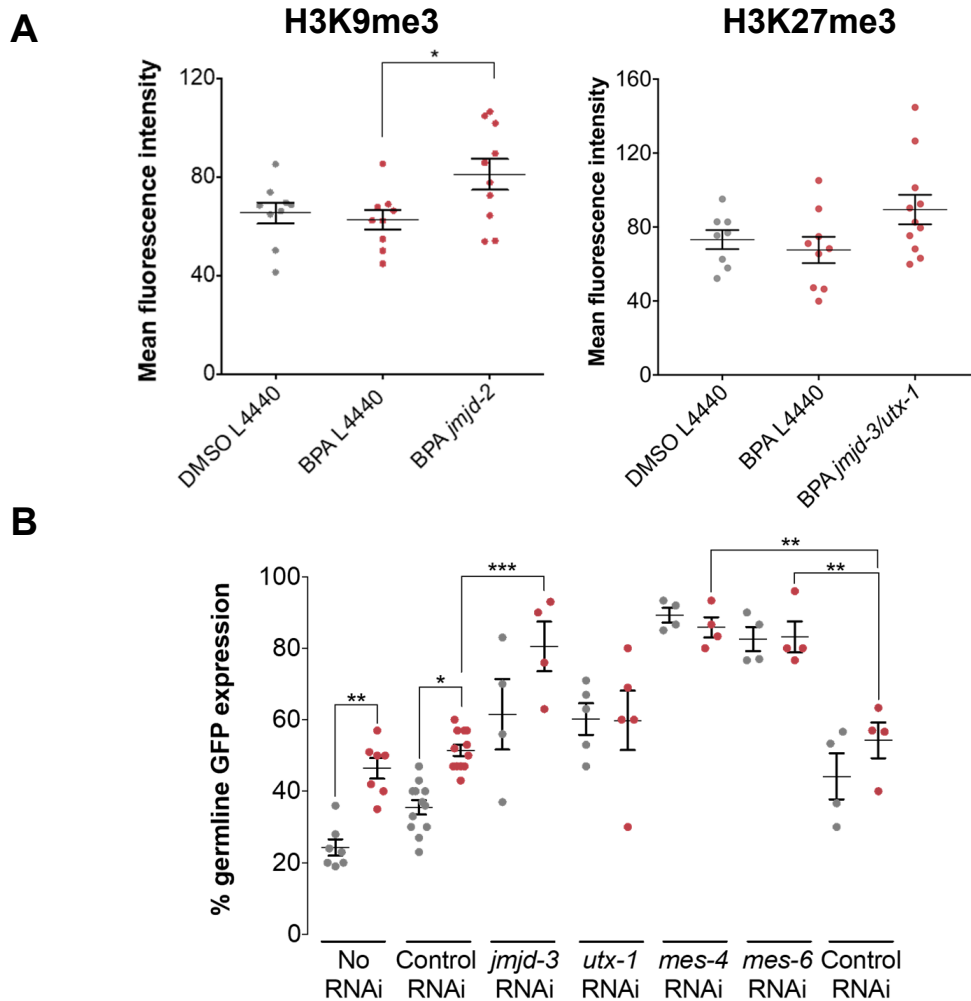 A
H3K9me3
H3K27me3
Mean fluorescence intensity
120
80
40
0
*
DMSO L4440
BPA L4440
BPA jmjd-2
Mean fluorescence intensity
160
120
80
40
0
DMSO L4440
BPA L4440
BPA jmjd-3/utx-1
B
% germline GFP expression
100
80
60
40
20
0
**
*
***
**
**
No RNAi
Control RNAi
jmjd-3 RNAi
utx-1 RNAi
mes-4 RNAi
mes-6 RNAi
Control RNAi